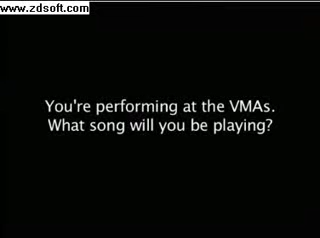 www.zdsoft.com
You're performing at the VMAs.
What song will you be playing?